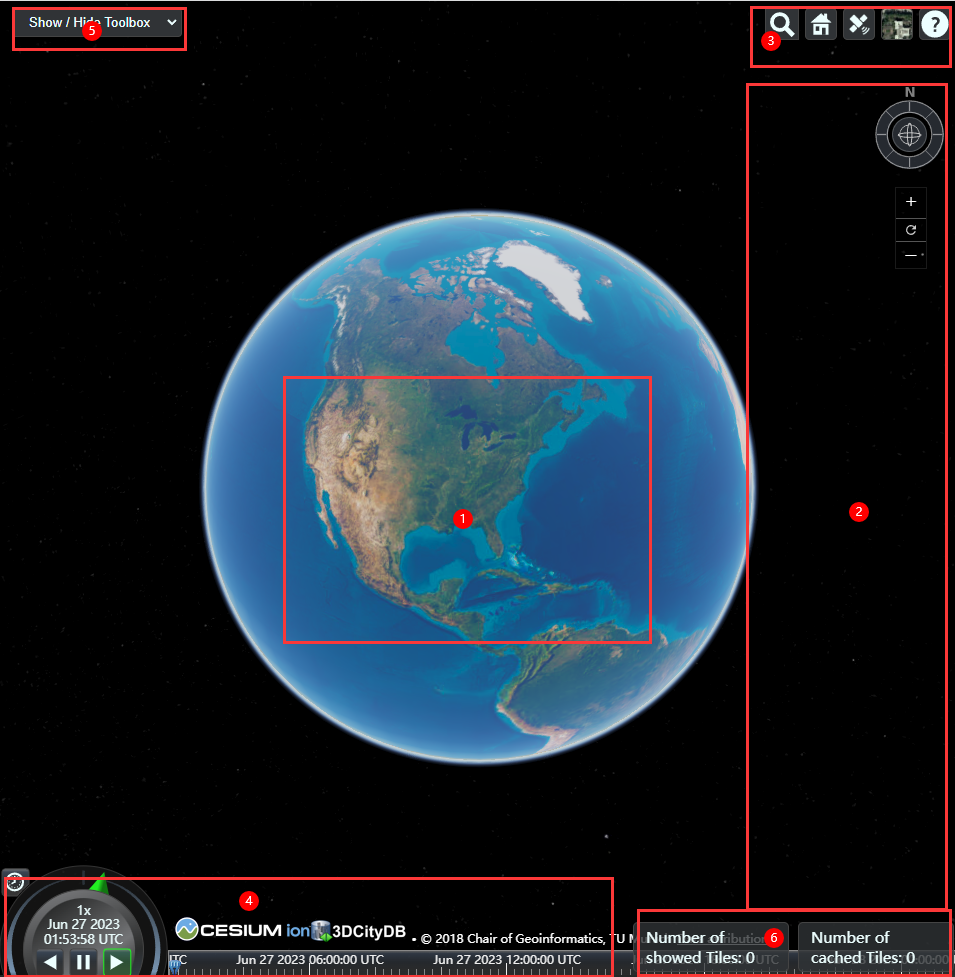 Show / Hide Toolbox
5
3
?
N
+
2
1
4
1x
Jun 27 2023
01:53:58 UTC
CESIUM ion 3DCityDB
• © 2018 Chair of Geoinformatics, TU
UTC
Jun 27 2023 06:00:00 UTC
Jun 27 2023 12:00:00 UTC
Number of
showed Tiles: 0
6
Number of
cached Tiles: 0